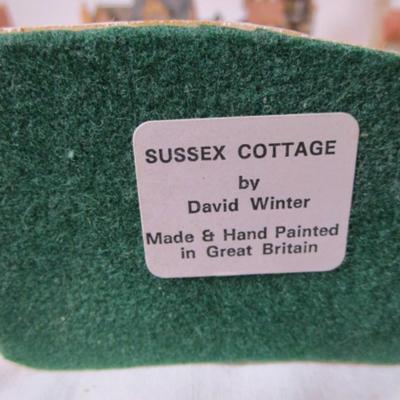 SUSSEX COTTAGE
by
David Winter
Made & Hand Painted
in Great Britain